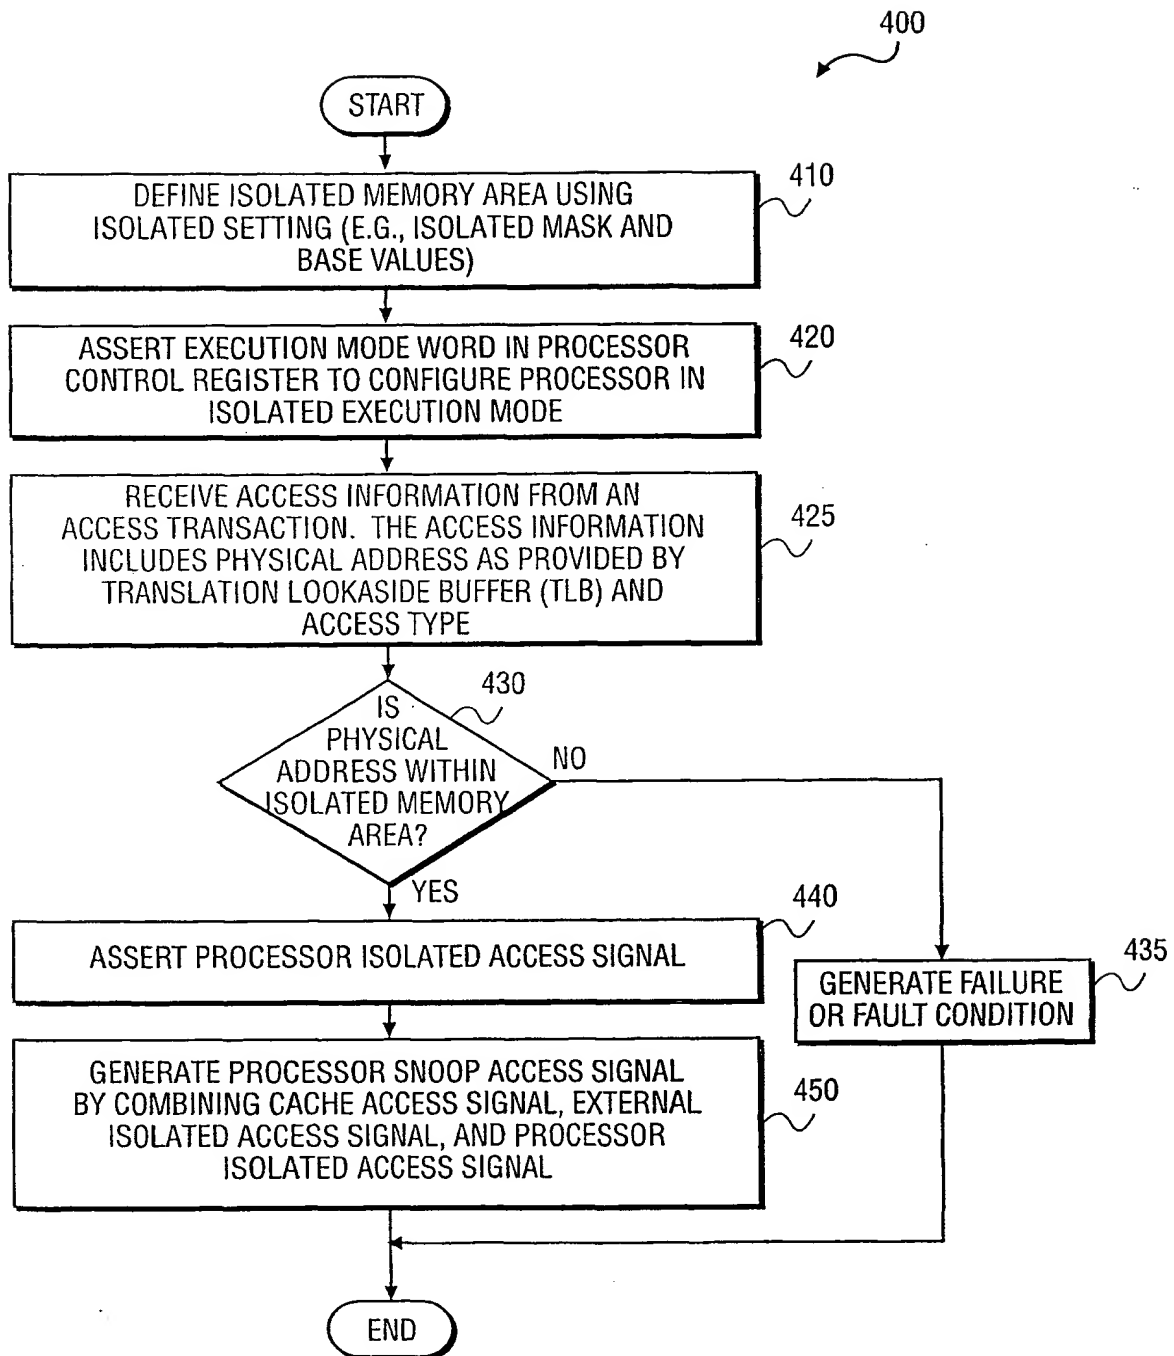 400
START
DEFINE ISOLATED MEMORY AREA USING
ISOLATED SETTING (E.G., ISOLATED MASK AND
BASE VALUES)
410
ASSERT EXECUTION MODE WORD IN PROCESSOR
CONTROL REGISTER TO CONFIGURE PROCESSOR IN
ISOLATED EXECUTION MODE
420
RECEIVE ACCESS INFORMATION FROM AN
ACCESS TRANSACTION. THE ACCESS INFORMATION
INCLUDES PHYSICAL ADDRESS AS PROVIDED BY
TRANSLATION LOOKASIDE BUFFER (TLB) AND
ACCESS TYPE
425
IS
PHYSICAL
ADDRESS WITHIN
ISOLATED MEMORY
AREA?
430
NO
YES
ASSERT PROCESSOR ISOLATED ACCESS SIGNAL
440
GENERATE FAILURE
OR FAULT CONDITION
435
GENERATE PROCESSOR SNOOP ACCESS SIGNAL
BY COMBINING CACHE ACCESS SIGNAL, EXTERNAL
ISOLATED ACCESS SIGNAL, AND PROCESSOR
ISOLATED ACCESS SIGNAL
450
END